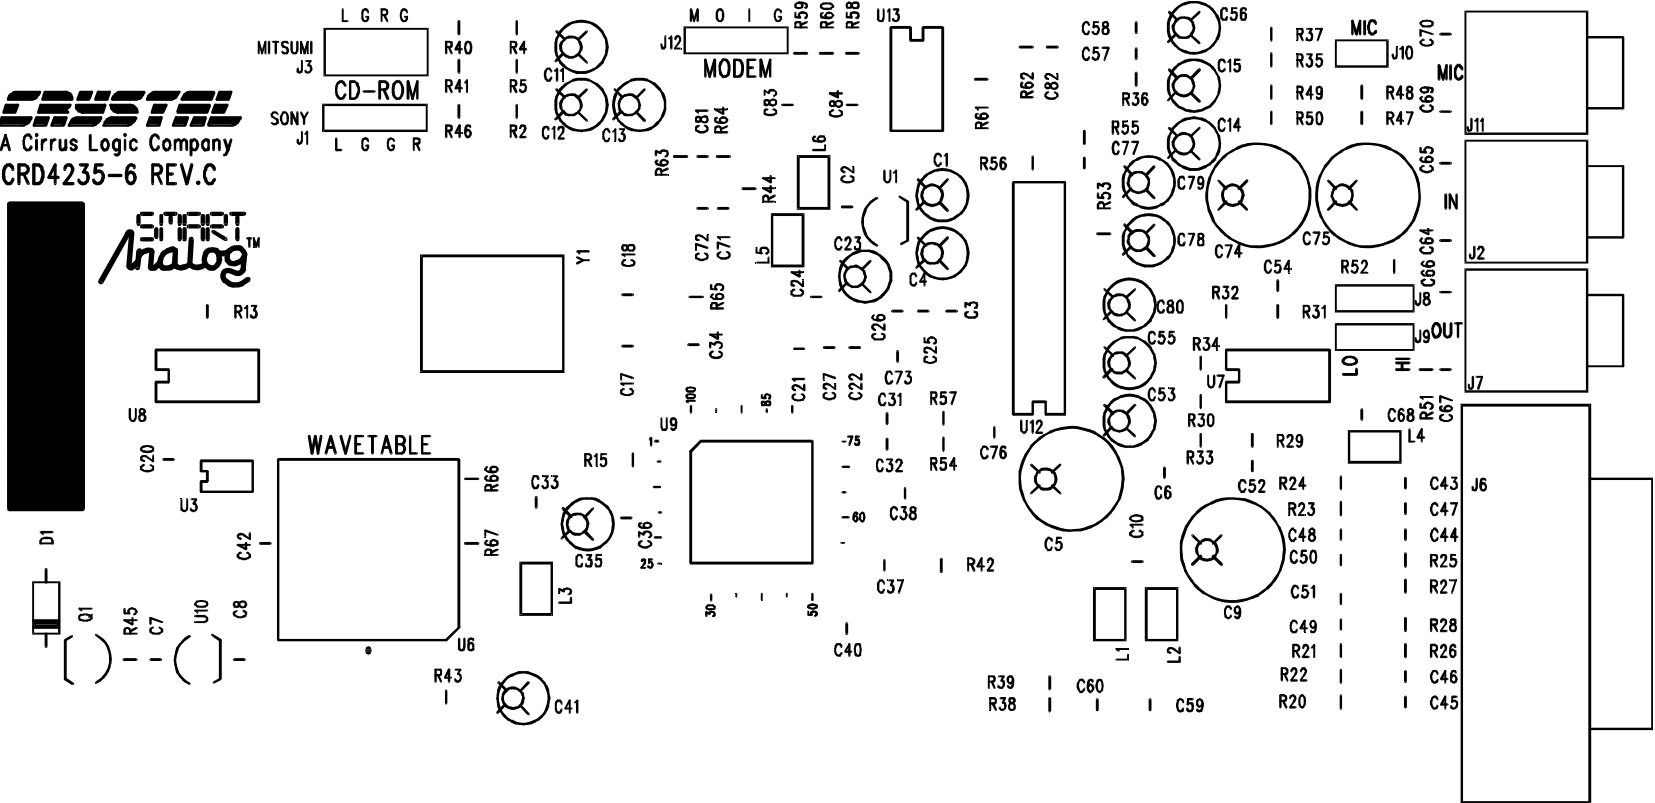 L G R G
MITSUMI
J3
CD-ROM
SONY
J1
L G G R
R40
R41
R46
R4
R5
R2
C11
C12
C13
M O I G
J12
MODEM
R59
R60
R58
U13
C81
R64
C83
C84
R61
R62
C82
C58
C57
R36
C56
C15
C14
R55
C77
R56
R53
C79
C78
R37
R35
R49
R50
MIC
J10
R48
R47
C70
MIC
C69
J11
C65
IN
C64
J2
C66
C74
C75
C54
R52
R32
R31
J8
J9
OUT
LO
HI
J7
CRYSTAL
A Cirrus Logic Company
CRD4235-6 REV.C
SMART
Analog™
R13
U8
C20
U3
WAVETABLE
U6
C42
R66
R67
D1
Q1
R45
C7
U10
C8
R43
C41
Y1
C18
C17
R63
R44
L6
C2
U1
C1
C72
C71
L5
C24
C23
C4
C3
R65
C34
C26
C25
C73
C21
C27
C22
C31
R57
C32
R54
C76
C38
C37
R42
C40
100
85
U9
1
75
60
25
30
50
R15
C33
C36
C35
L3
C80
C55
C53
U12
C5
C6
C10
L1
L2
R34
U7
R30
R33
R29
C52
C9
R51
C67
C68
L4
R24
R23
C48
C50
C51
C49
R21
R22
R20
C43
C47
C44
R25
R27
R28
R26
C46
C45
J6
R39
R38
C60
C59